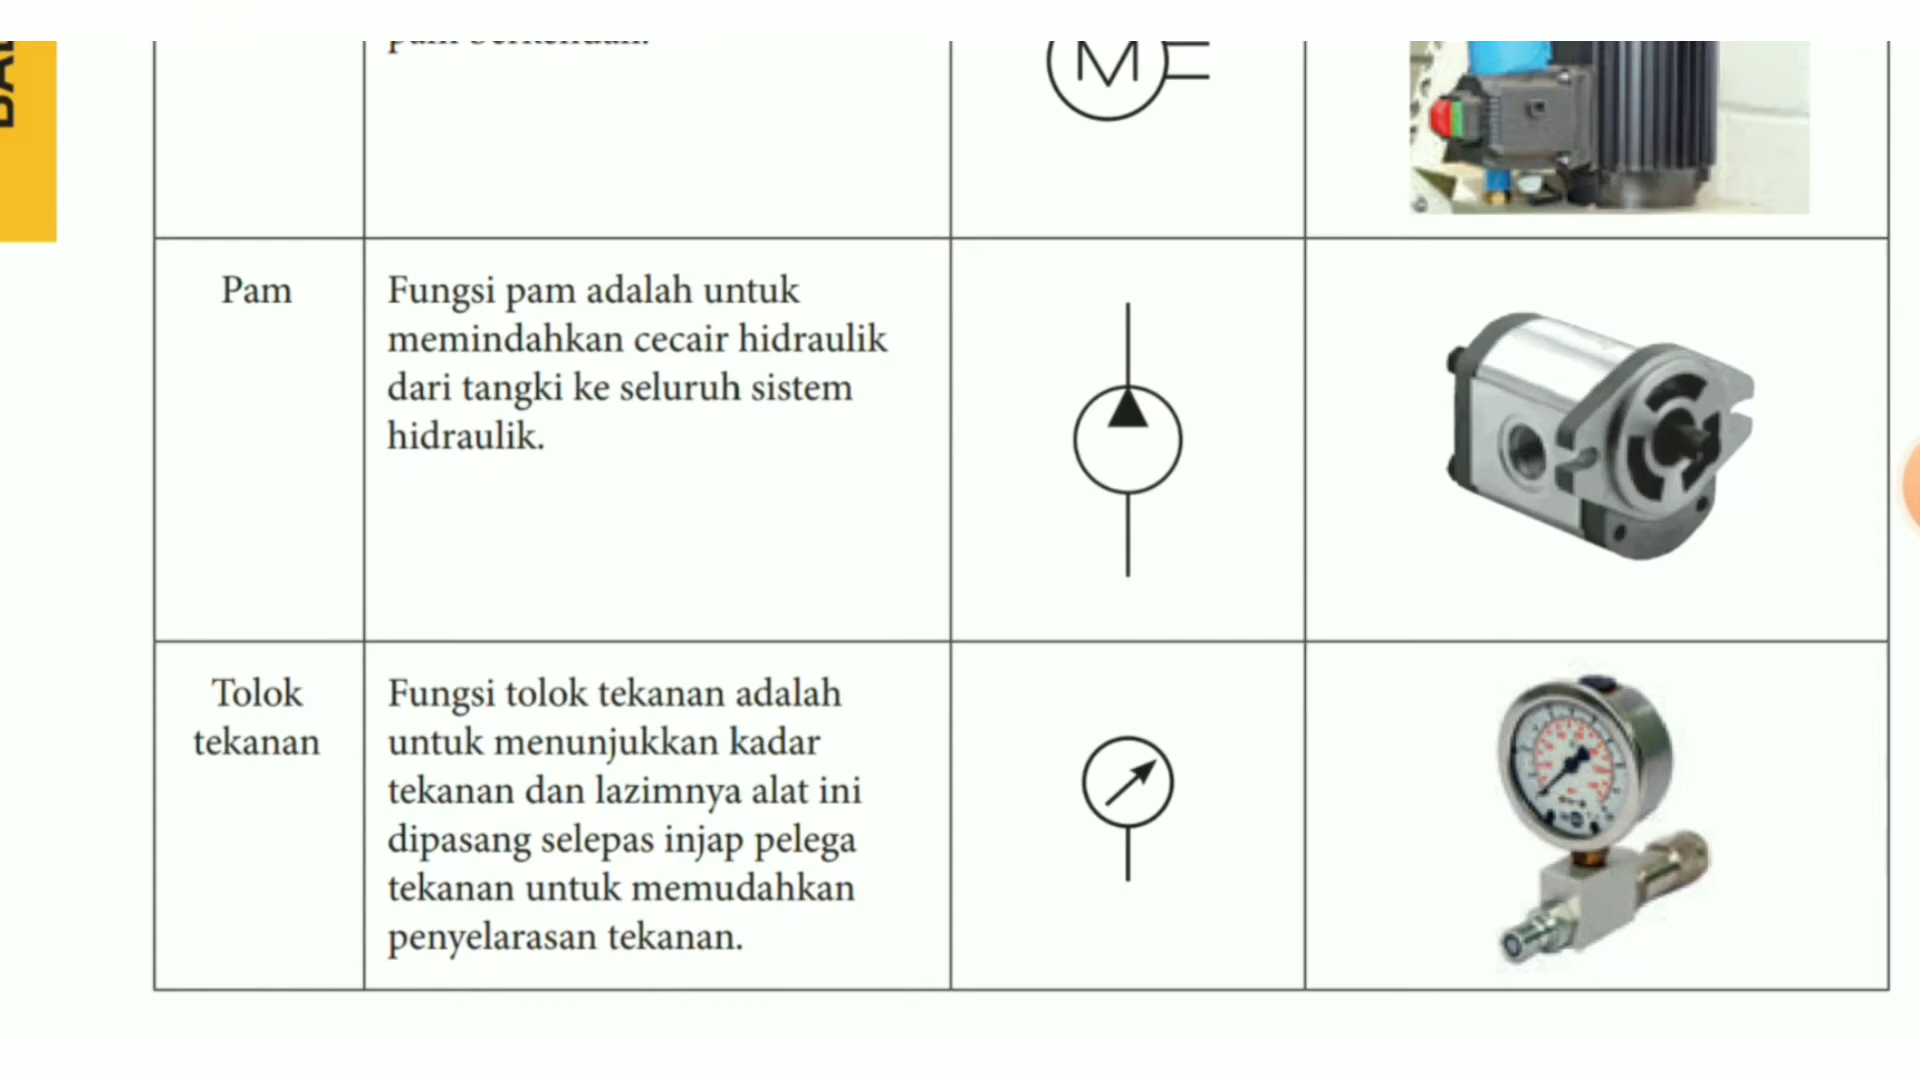 M
Pam
Fungsi pam adalah untuk
memindahkan cecair hidraulik
dari tangki ke seluruh sistem
hidraulik.
Tolok
tekanan
Fungsi tolok tekanan adalah
untuk menunjukkan kadar
tekanan dan lazimnya alat ini
dipasang selepas injap pelega
tekanan untuk memudahkan
penyelarasan tekanan.